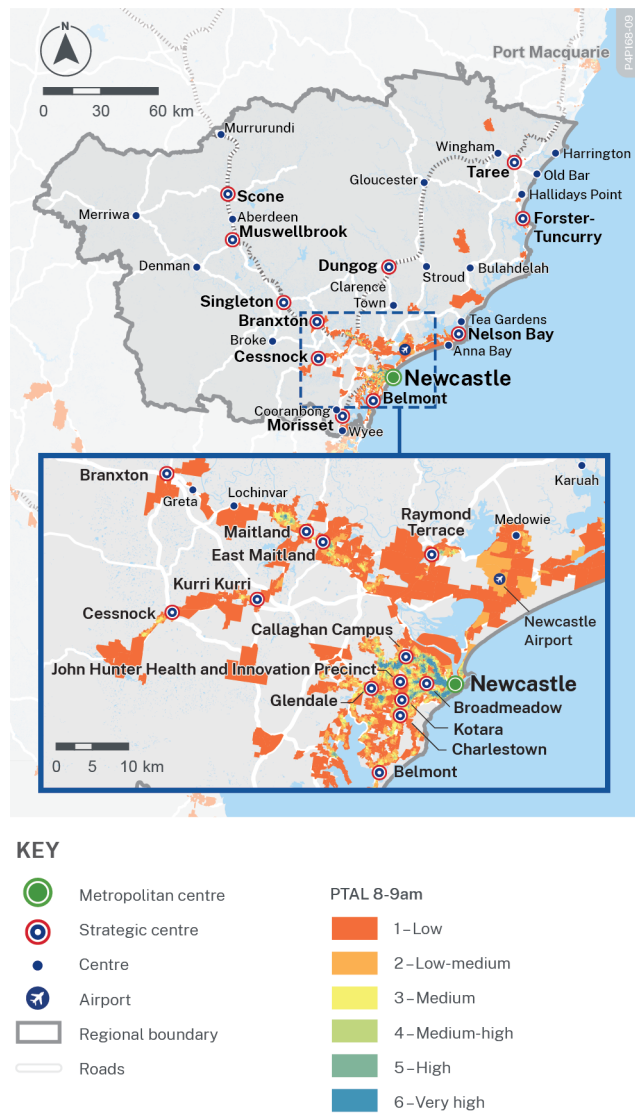 P4P168-09
N
Port Macquarie
0 30 60 km
Murrurundi
Wingham
Harrington
Taree
Gloucester
Old Bar
Scone
Hallidays Point
Merriwa
Aberdeen
Forster-
Tuncurry
Muswellbrook
Denman
Dungog
Stroud
Bulahdelah
Clarence
Town
Singleton
Branxton
Tea Gardens
Nelson Bay
Broke
Anna Bay
Cessnock
Newcastle
Belmont
Cooranbong
Morisset
Wyee
Branxton
Karuah
Greta
Lochinvar
Raymond
Terrace
Medowie
Maitland
East Maitland
Kurri Kurri
Cessnock
Newcastle
Airport
Callaghan Campus
John Hunter Health and Innovation Precinct
Newcastle
Glendale
Broadmeadow
Kotara
Charlestown
0 5 10 km
Belmont
KEY
Metropolitan centre
Strategic centre
Centre
Airport
Regional boundary
Roads
PTAL 8-9am
1–Low
2–Low-medium
3–Medium
4–Medium-high
5–High
6–Very high